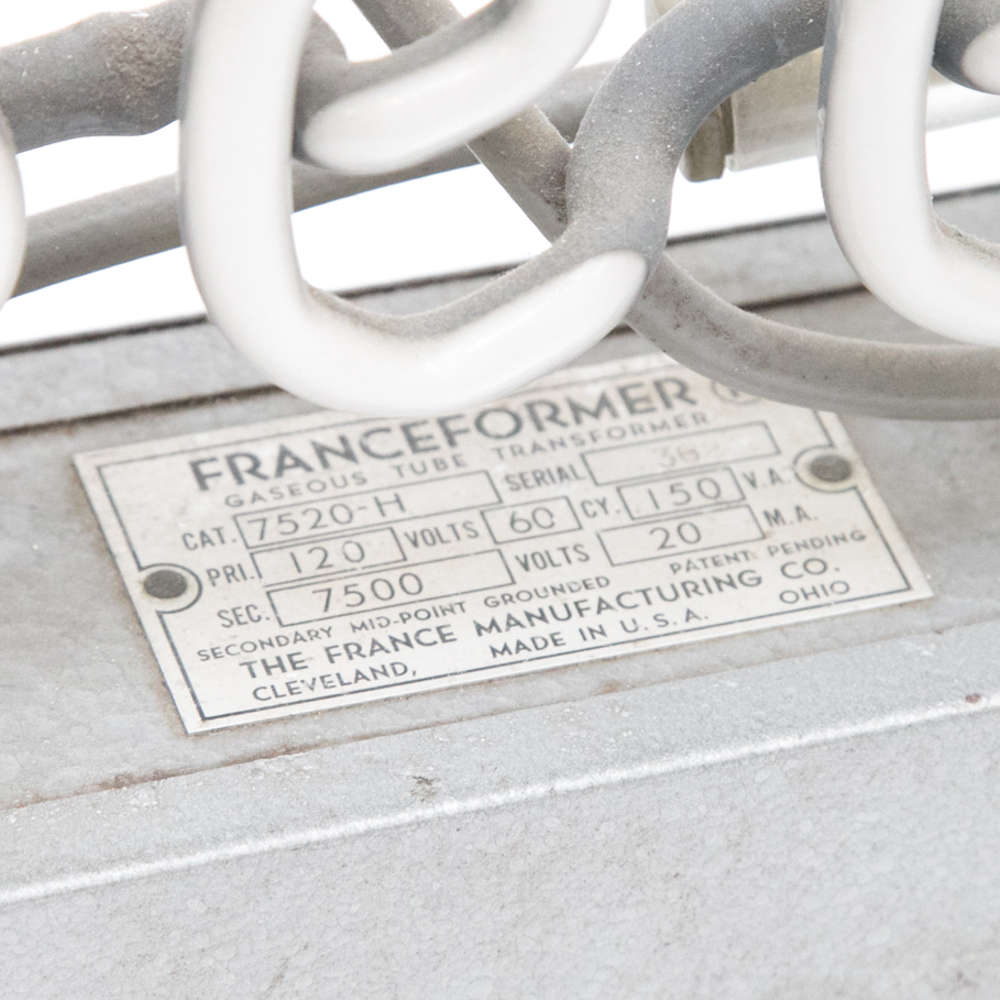 FRANCEFORMER
GASEOUS TUBE TRANSFORMER
CAT. 7520-H SERIAL
PRI. 120 VOLTS 60 CY. 150 V.A.
SEC. 7500 VOLTS 20 M.A.
SECONDARY MID-POINT GROUNDED PATENT PENDING
THE FRANCE MANUFACTURING CO.
CLEVELAND, MADE IN U.S.A. OHIO